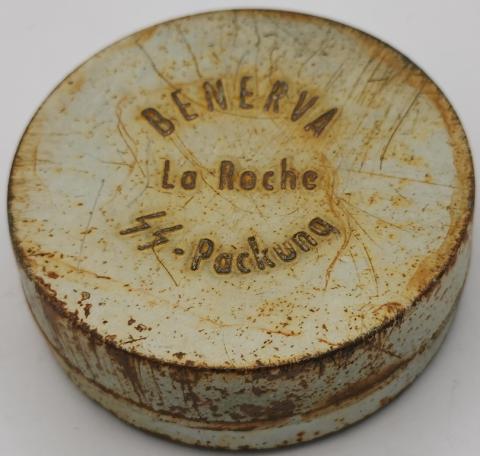 BENERVA
La Roche
ᛋᛋ-Packung